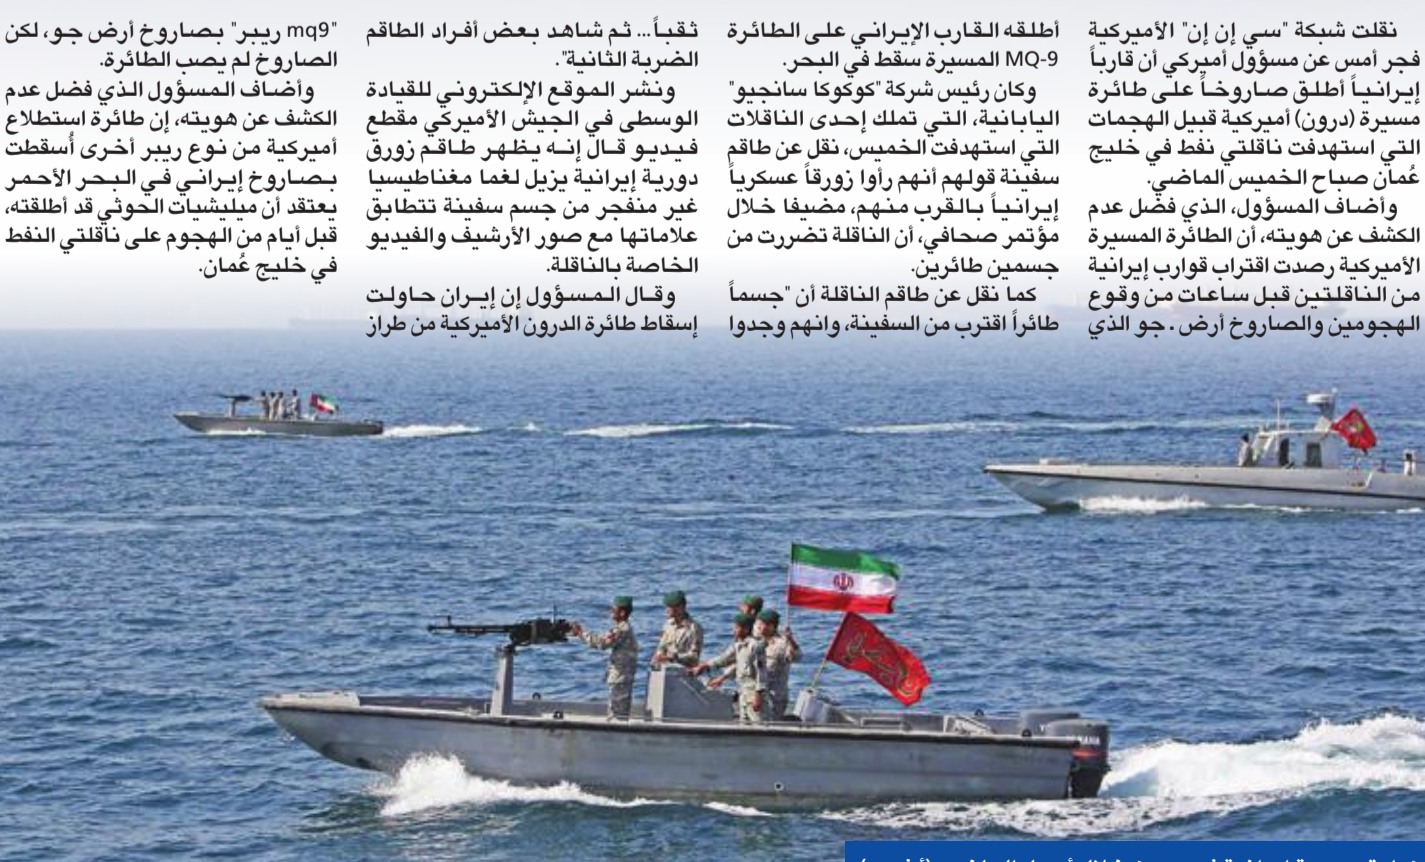 نقلت شبكة "سي إن إن" الأميركية
فجر أمس عن مسؤول أميركي أن قارباً
إيرانياً أطلق صاروخاً على طائرة
مسيرة (درون) أميركية قبيل الهجمات
التي استهدفت ناقلتي نفط في خليج
عُمان صباح الخميس الماضي.
وأضاف المسؤول، الذي فضل عدم
الكشف عن هويته، أن الطائرة المسيرة
الأميركية رصدت اقتراب قوارب إيرانية
من الناقلتين قبل ساعات من وقوع
الهجومين والصاروخ أرض . جو الذي
أطلقه القارب الإيراني على الطائرة
MQ-9 المسيرة سقط في البحر.
وكان رئيس شركة "كوكوكا سانجيو"
اليابانية، التي تملك إحدى الناقلات
التي استهدفت الخميس، نقل عن طاقم
سفينة قولهم أنهم رأوا زورقاً عسكرياً
إيرانياً بالقرب منهم، مضيفا خلال
مؤتمر صحافي، أن الناقلة تضررت من
جسمين طائرين.
كما نقل عن طاقم الناقلة أن "جسماً
طائراً اقترب من السفينة، وانهم وجدوا
ثقباً... ثم شاهد بعض أفراد الطاقم
الضربة الثانية".
ونشر الموقع الإلكتروني للقيادة
الوسطى في الجيش الأميركي مقطع
فيديو قال إنه يظهر طاقم زورق
دورية إيرانية يزيل لغما مغناطيسيا
غير منفجر من جسم سفينة تتطابق
علاماتها مع صور الأرشيف والفيديو
الخاصة بالناقلة.
وقال المسؤول إن إيران حاولت
إسقاط طائرة الدرون الأميركية من طراز
"mq9 ريبر" بصاروخ أرض جو، لكن
الصاروخ لم يصب الطائرة.
وأضاف المسؤول الذي فضل عدم
الكشف عن هويته، إن طائرة استطلاع
أميركية من نوع ريبر أخرى أُسقطت
بصاروخ إيراني في البحر الأحمر
يعتقد أن ميليشيات الحوثي قد أطلقته،
قبل أيام من الهجوم على ناقلتي النفط
في خليج عُمان.